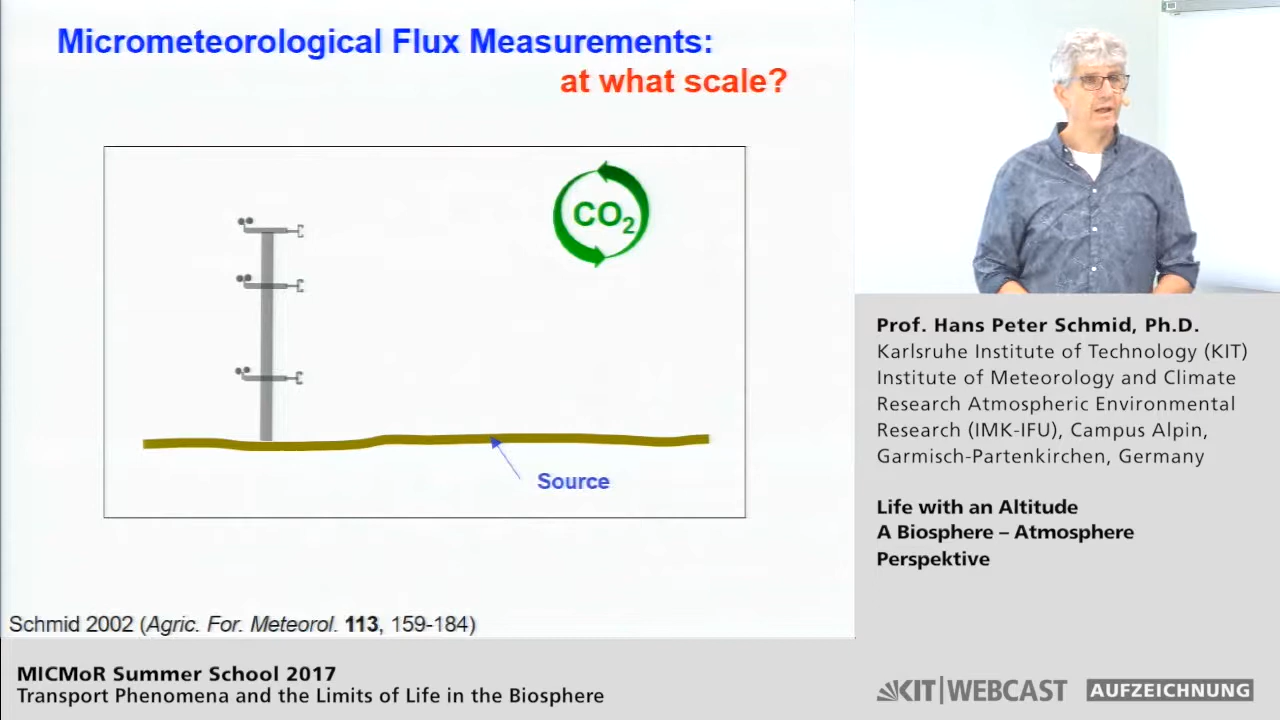 Micrometeorological Flux Measurements:
at what scale?
CO2
Source
Schmid 2002 (Agric. For. Meteorol. 113, 159-184)
Prof. Hans Peter Schmid, Ph.D.
Karlsruhe Institute of Technology (KIT)
Institute of Meteorology and Climate
Research Atmospheric Environmental
Research (IMK-IFU), Campus Alpin,
Garmisch-Partenkirchen, Germany
Life with an Altitude
A Biosphere – Atmosphere
Perspektive
MICMoR Summer School 2017
Transport Phenomena and the Limits of Life in the Biosphere
KIT|WEBCAST AUFZEICHNUNG